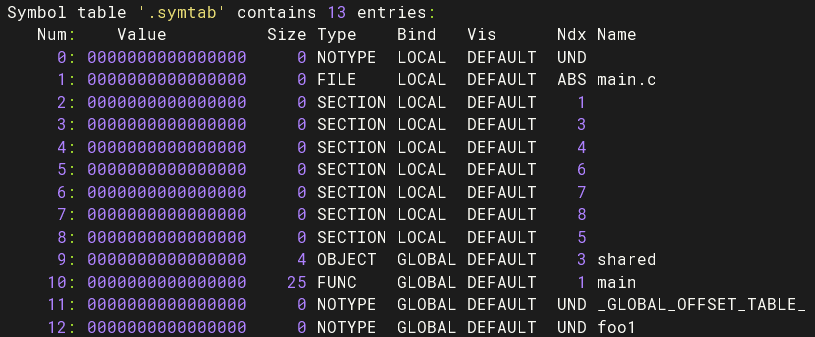 Symbol table '.symtab' contains 13 entries:
Num: Value Size Type Bind Vis Ndx Name
0: 0000000000000000 0 NOTYPE LOCAL DEFAULT UND
1: 0000000000000000 0 FILE LOCAL DEFAULT ABS main.c
2: 0000000000000000 0 SECTION LOCAL DEFAULT 1
3: 0000000000000000 0 SECTION LOCAL DEFAULT 3
4: 0000000000000000 0 SECTION LOCAL DEFAULT 4
5: 0000000000000000 0 SECTION LOCAL DEFAULT 6
6: 0000000000000000 0 SECTION LOCAL DEFAULT 7
7: 0000000000000000 0 SECTION LOCAL DEFAULT 8
8: 0000000000000000 0 SECTION LOCAL DEFAULT 5
9: 0000000000000000 4 OBJECT GLOBAL DEFAULT 3 shared
10: 0000000000000000 25 FUNC GLOBAL DEFAULT 1 main
11: 0000000000000000 0 NOTYPE GLOBAL DEFAULT UND _GLOBAL_OFFSET_TABLE_
12: 0000000000000000 0 NOTYPE GLOBAL DEFAULT UND foo1